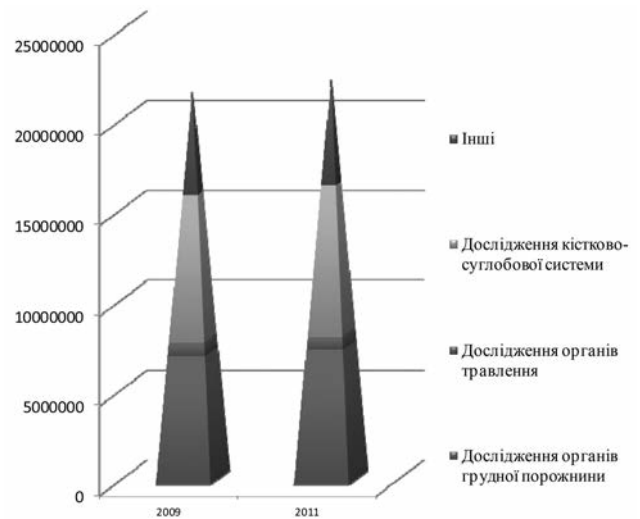 25000000
20000000
15000000
10000000
5000000
0
2009 2011
Інші
Дослідження кістково-
суглобової системи
Дослідження органів
травлення
Дослідження органів
грудної порожнини